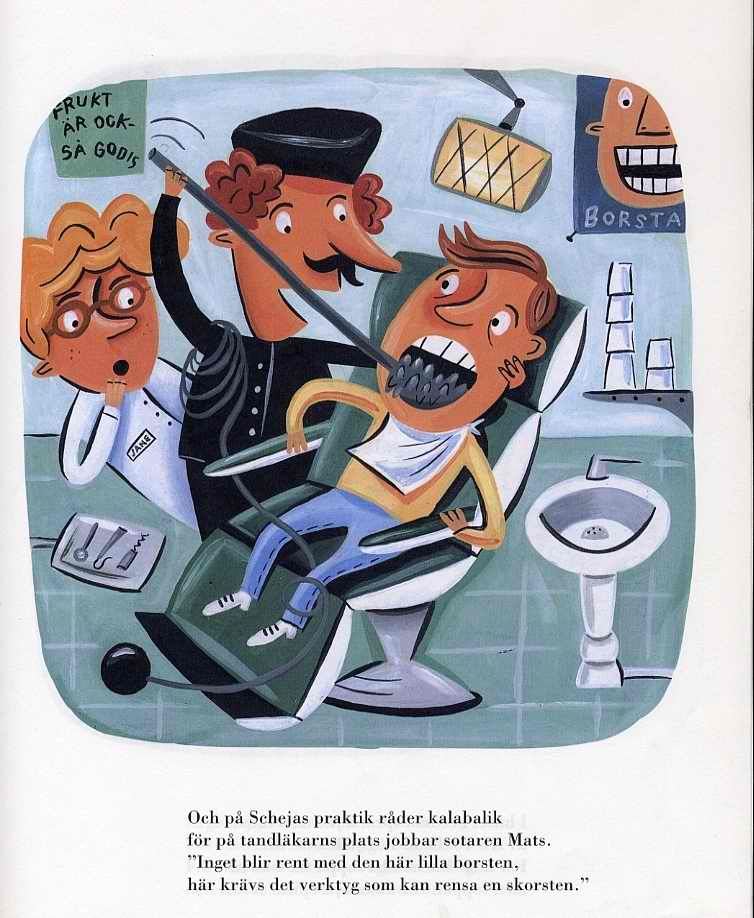 FRUKT
ÄR OCK-
SÅ GODIS
BORSTA
JANE
Och på Schejas praktik råder kalabalik
för på tandläkarns plats jobbar sotaren Mats.
”Inget blir rent med den här lilla borsten,
här krävs det verktyg som kan rensa en skorsten.”